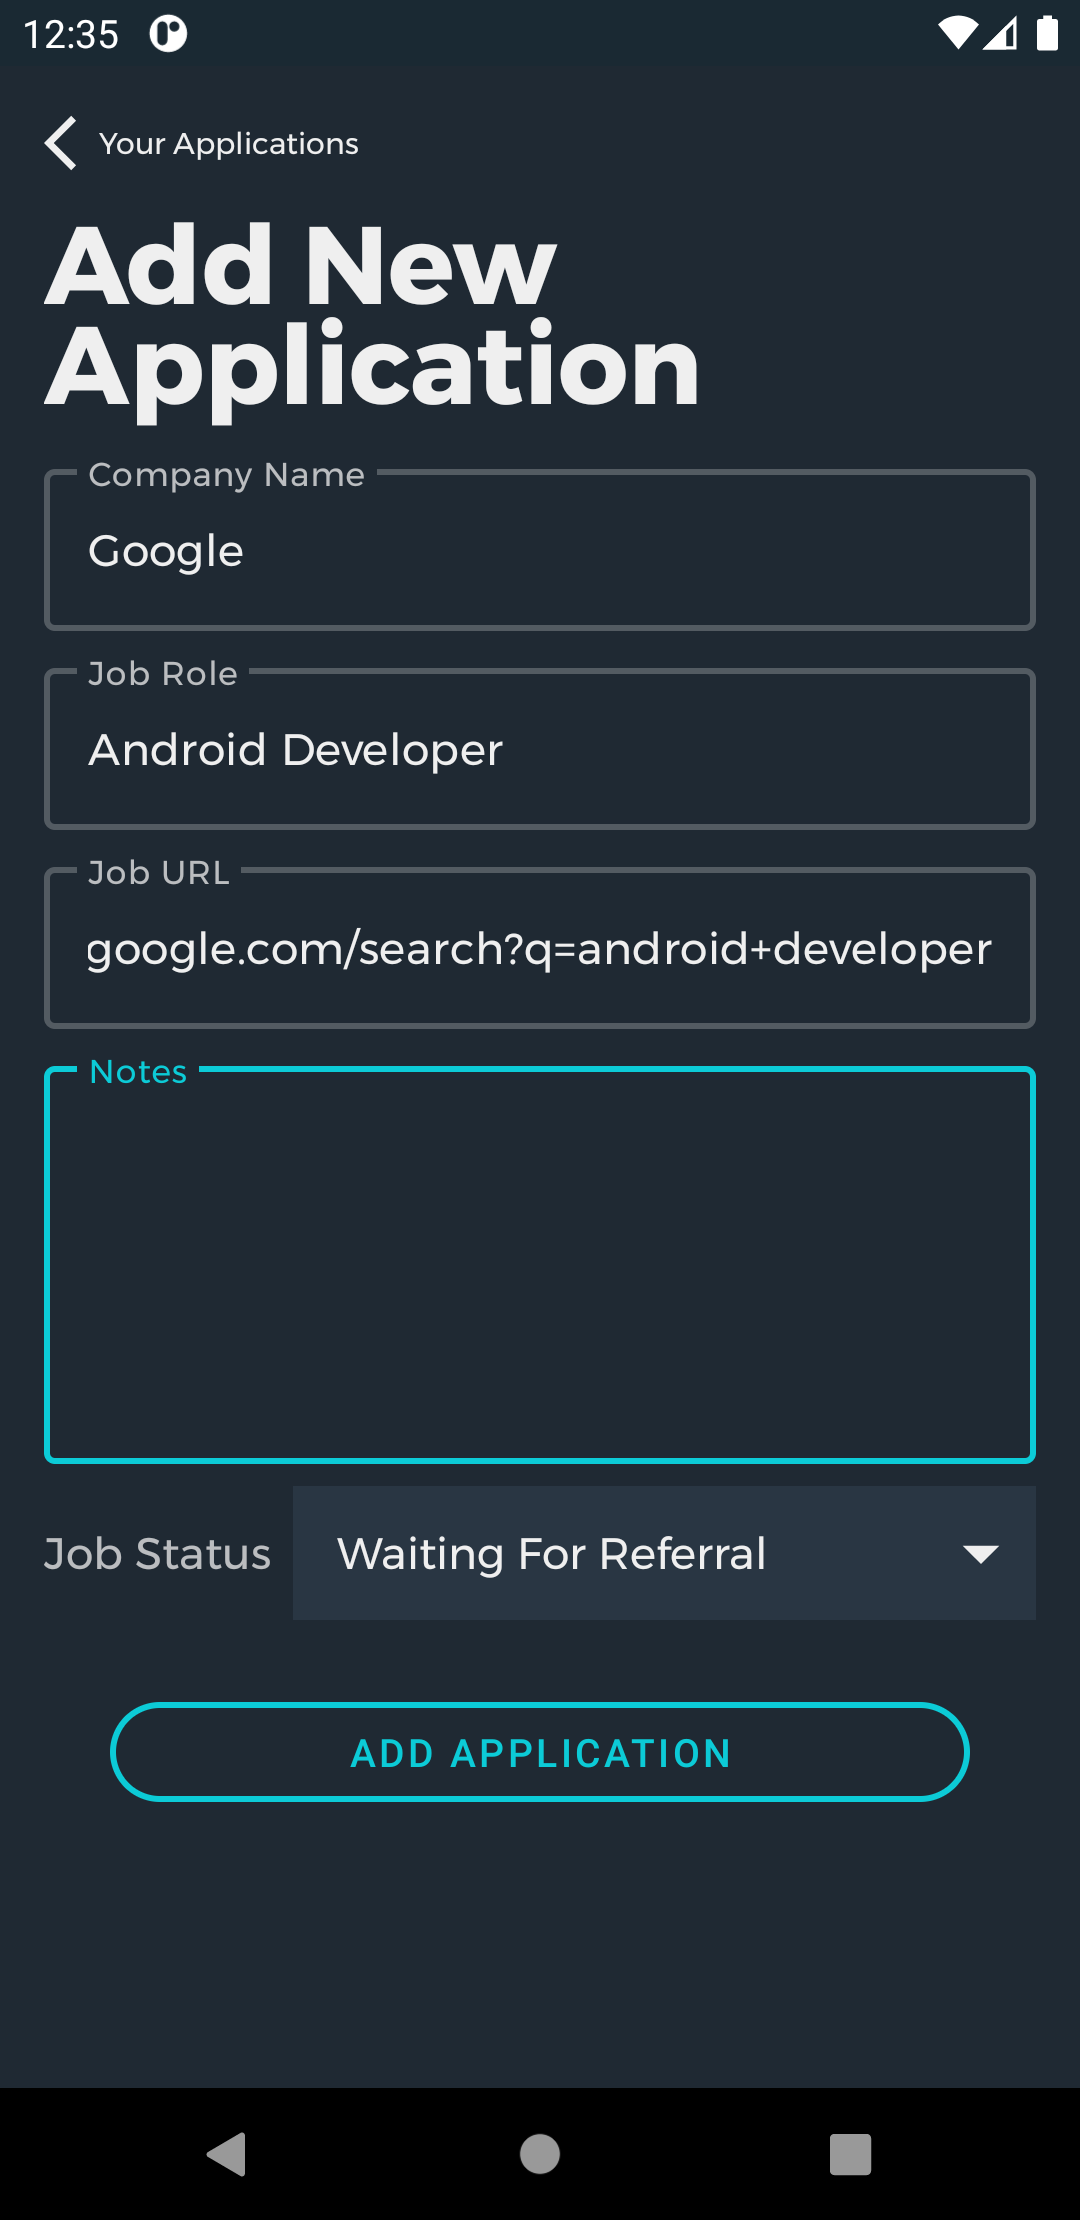 12:35
Your Applications
Add New
Application
Company Name
Google
Job Role
Android Developer
Job URL
google.com/search?q=android+developer
Notes
Job Status
Waiting For Referral
ADD APPLICATION